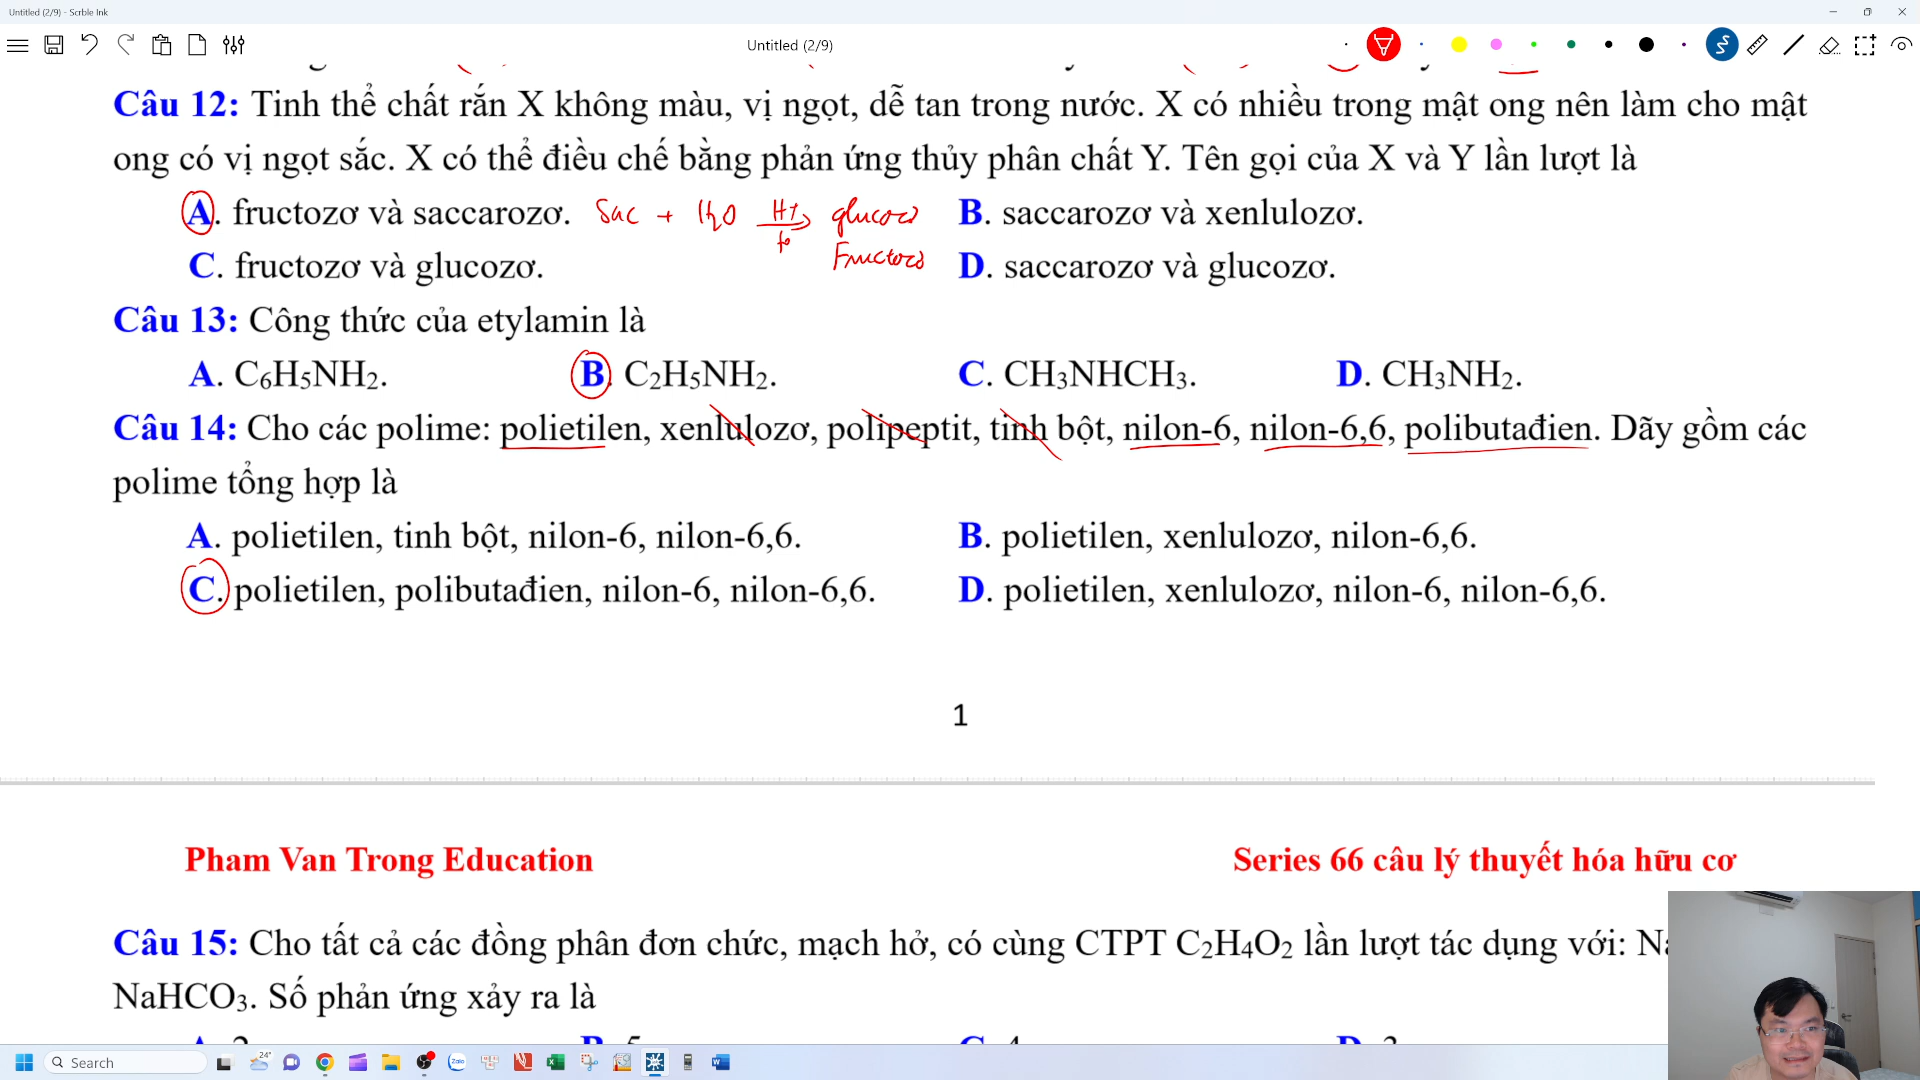 Untitled (2/9) - Scrble Ink
Untitled (2/9)
Câu 12: Tinh thể chất rắn X không màu, vị ngọt, dễ tan trong nước. X có nhiều trong mật ong nên làm cho mật
ong có vị ngọt sắc. X có thể điều chế bằng phản ứng thủy phân chất Y. Tên gọi của X và Y lần lượt là
A. fructozơ và saccarozơ. Sac + H₂O H+ t° glucozo B. saccarozơ và xenlulozơ.
C. fructozơ và glucozơ. Fructozo D. saccarozơ và glucozơ.
Câu 13: Công thức của etylamin là
A. C₆H₅NH₂. B. C₂H₅NH₂. C. CH₃NHCH₃. D. CH₃NH₂.
Câu 14: Cho các polime: polietilen, xenlulozơ, polipeptit, tinh bột, nilon-6, nilon-6,6, polibutađien. Dãy gồm các
polime tổng hợp là
A. polietilen, tinh bột, nilon-6, nilon-6,6. B. polietilen, xenlulozơ, nilon-6,6.
C. polietilen, polibutađien, nilon-6, nilon-6,6. D. polietilen, xenlulozơ, nilon-6, nilon-6,6.
1
Pham Van Trong Education Series 66 câu lý thuyết hóa hữu cơ
Câu 15: Cho tất cả các đồng phân đơn chức, mạch hở, có cùng CTPT C₂H₄O₂ lần lượt tác dụng với:
NaHCO₃. Số phản ứng xảy ra là
Search 24° Zalo